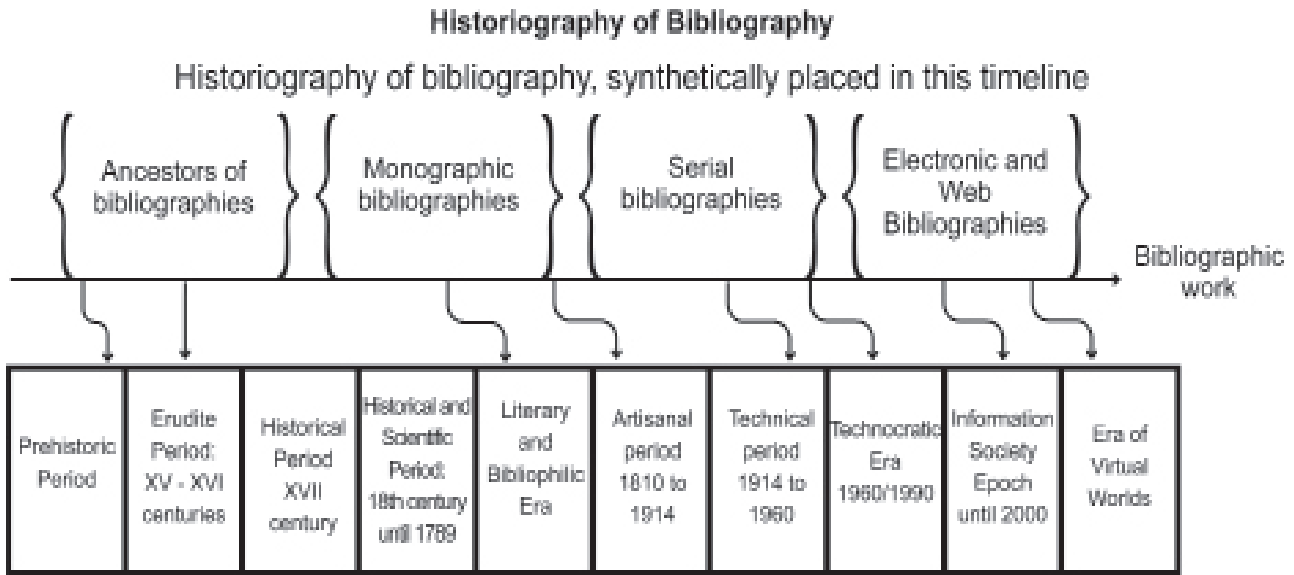 Historiography of Bibliography
Historiography of bibliography, synthetically placed in this timeline
Ancestors of
bibliographies
Monographic
bibliographies
Serial
bibliographies
Electronic and
Web
Bibliographies
Bibliographic
work
Prehistoric
Period
Erudite
Period:
XV - XVI
centuries
Historical
Period
XVII
century
Historical and
Scientific
Period:
18th century
until 1789
Literary
and
Bibliophilic
Era
Artisanal
period
1810 to
1914
Technical
period
1914 to
1960
Technocratic
Era
1960/1990
Information
Society
Epoch
until 2000
Era of
Virtual
Worlds